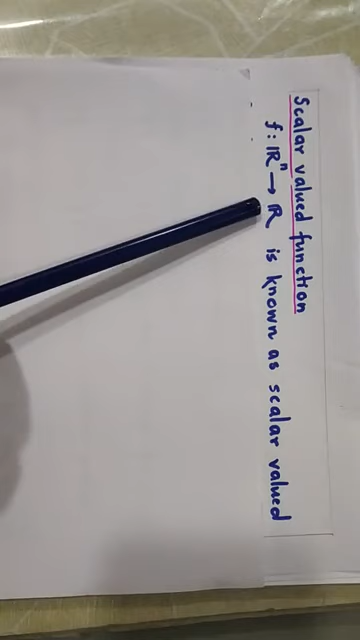 Scalar valued function
f: ℝⁿ → ℝ is known as scalar valued